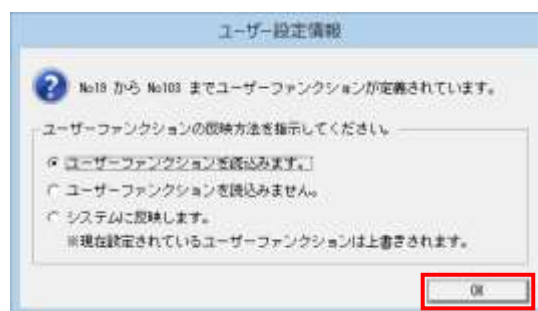 ユーザー設定情報
No19 から No103 までユーザーファンクションが定義されています。
ユーザーファンクションの反映方法を指示してください。
ユーザーファンクションを読込みます。
ユーザーファンクションを読込みません。
システムに反映します。
※現在設定されているユーザーファンクションは上書きされます。
OK